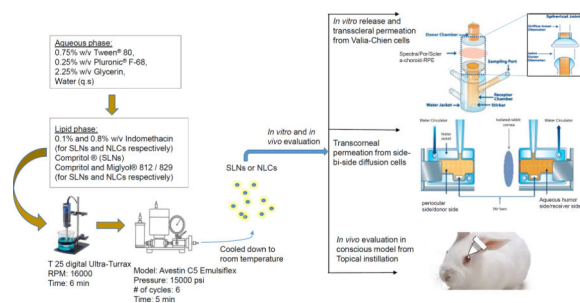 Aqueous phase:
0.75% w/v Tween® 80,
0.25% w/v Pluronic® F-68,
2.25% w/v Glycerin,
Water (q.s)
Lipid phase:
0.1% and 0.8% w/v Indomethacin
(for SLNs and NLCs respectively)
Compritol ® (SLNs)
Compritol and Miglyol® 812 / 829
(for SLNs and NLCs respectively)
T 25 digital Ultra-Turrax
RPM: 16000
Time: 6 min
Model: Avestin C5 Emulsiflex
Pressure: 15000 psi
# of cycles: 6
Time: 5 min
Cooled down to
room temperature
SLNs or NLCs
In vitro and in
vivo evaluation
In vitro release and
transscleral permeation
from Valia-Chien cells
Spectra/Por/Scler
a-choroid-RPE
Donor Chamber
Spherical Joint
Sampling Port
Receptor
Chamber
Water Jacket
Stirker
Transcorneal
permeation from side-
bi-side diffusion cells
Water Circulator
Water Circulator
Isolated rabbit
cornea
Water
Jacket
periocular
side/donor side
Stir bars
Aqueous humor
side/receiver side
In vivo evaluation in
conscious model from
Topical instillation